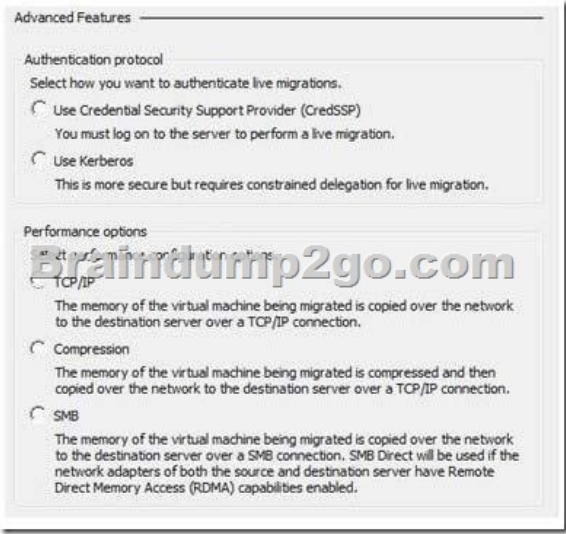 Advanced Features
Authentication protocol
Select how you want to authenticate live migrations.
Use Credential Security Support Provider (CredSSP)
You must log on to the server to perform a live migration.
Use Kerberos
This is more secure but requires constrained delegation for live migration.
Performance options
Select performance configuration options.
Braindump2go.com
TCP/IP
The memory of the virtual machine being migrated is copied over the network
to the destination server over a TCP/IP connection.
Compression
The memory of the virtual machine being migrated is compressed and then
copied over the network to the destination server over a TCP/IP connection.
SMB
The memory of the virtual machine being migrated is copied over the network
to the destination server over a SMB connection. SMB Direct will be used if the
network adapters of both the source and destination server have Remote
Direct Memory Access (RDMA) capabilities enabled.